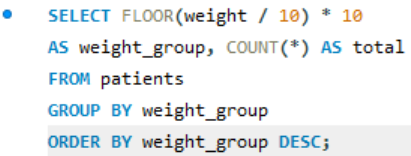 SELECT FLOOR(weight / 10) * 10
AS weight_group, COUNT(*) AS total
FROM patients
GROUP BY weight_group
ORDER BY weight_group DESC;